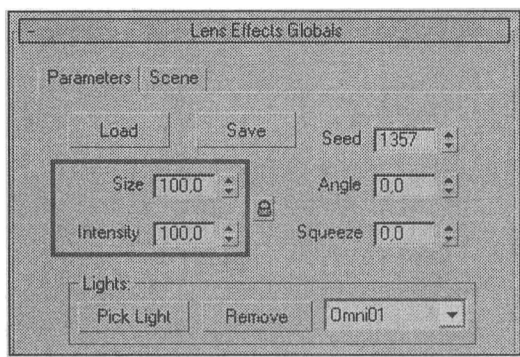 - Lens Effects Globals
Parameters Scene
Load Save Seed 1357
Size 100,0 Angle 0,0
Intensity 100,0 Squeeze 0,0
Lights:
Pick Light Remove Omni01